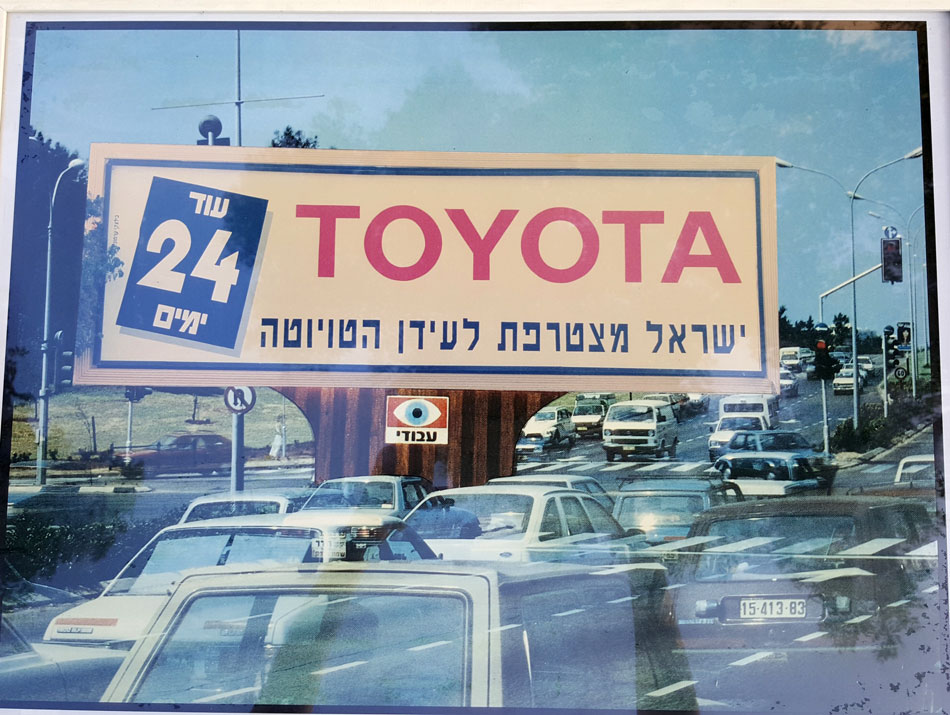 עוד
24
ימים
TOYOTA
ישראל מצטרפת לעידן הטויוטה
עבודי
15-413-83